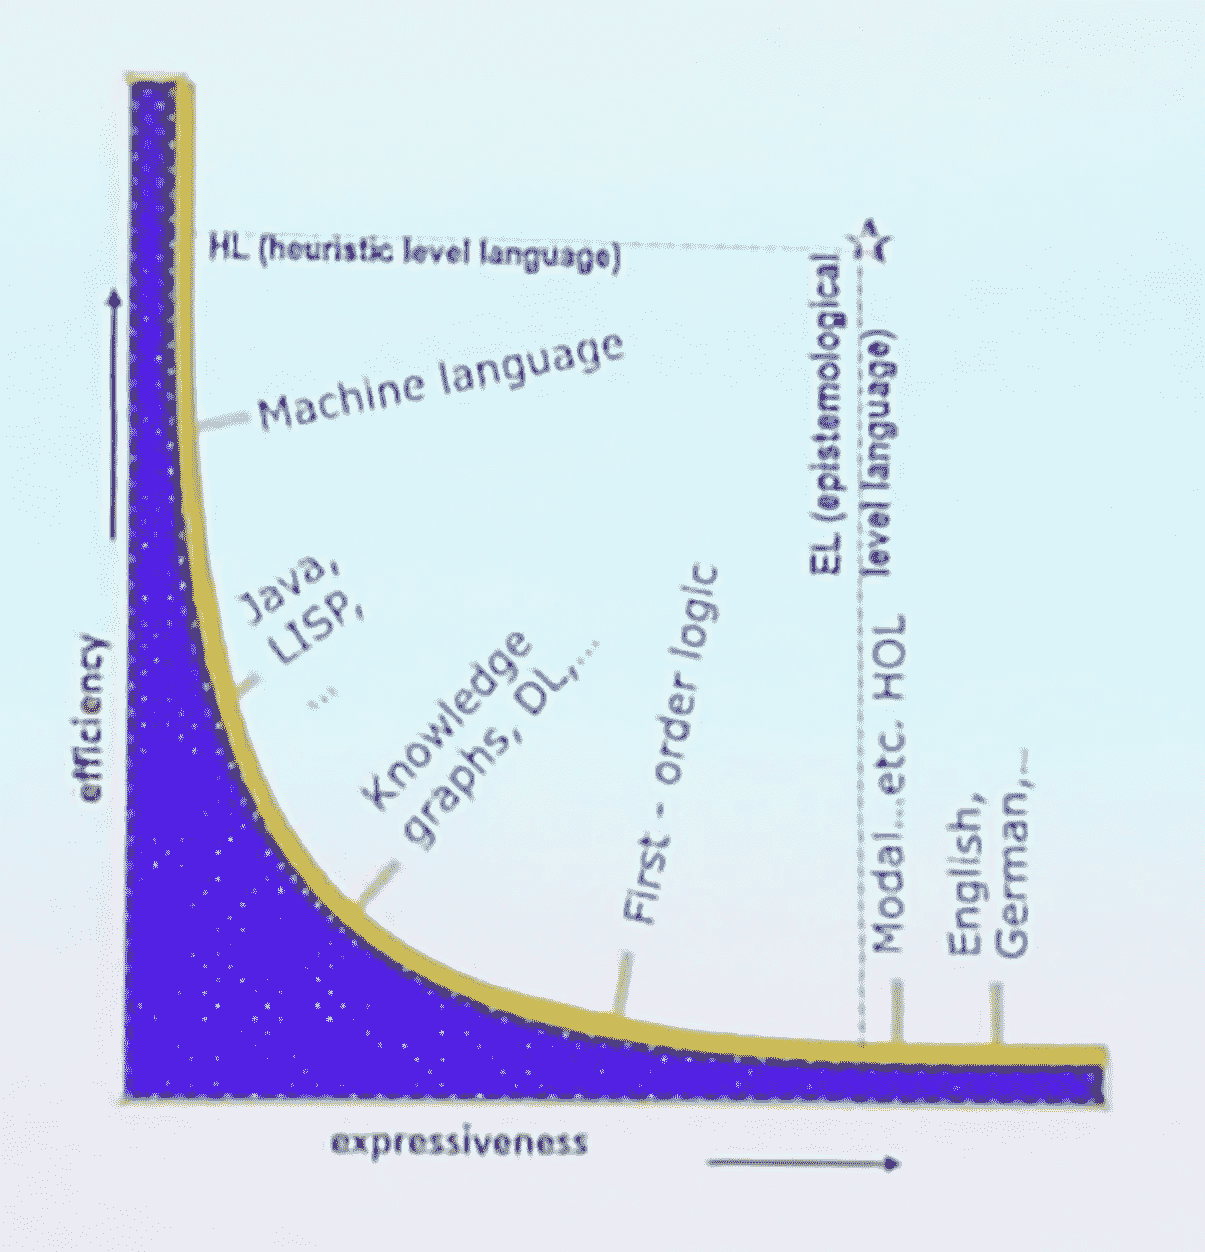 HL (heuristic level language)
Machine language
Java,
LISP,
...
Knowledge
graphs, DL,...
First - order logic
EL (epistemological
level language)
Modal...etc. HOL
English,
German,...
efficiency
expressiveness